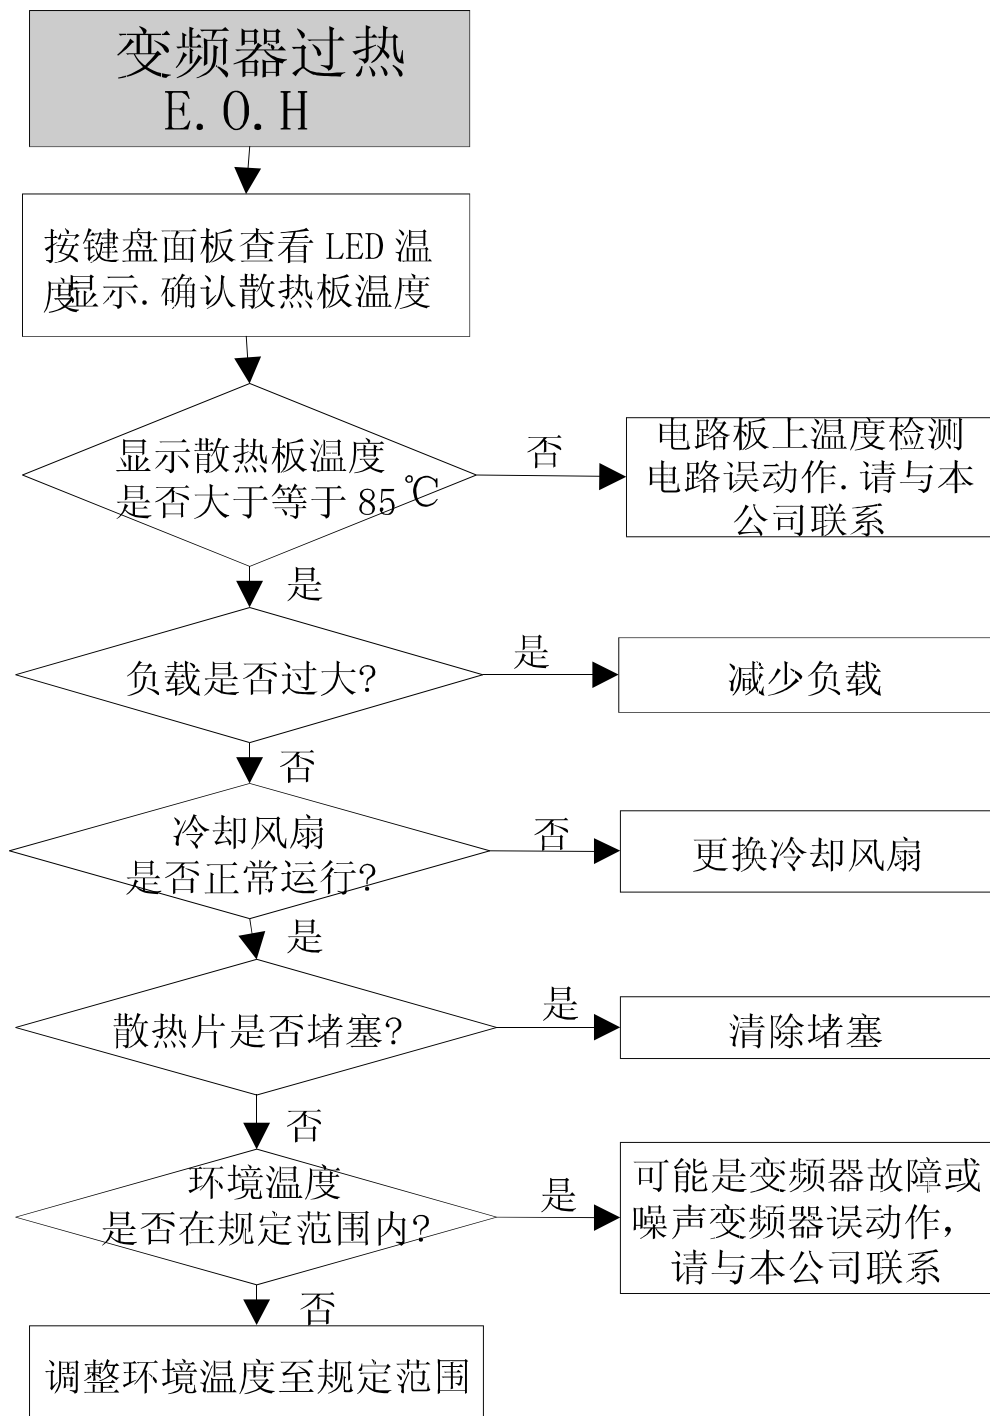 变频器过热
E.O.H
按键盘面板查看 LED 温
度显示.确认散热板温度
显示散热板温度
是否大于等于 85℃
否
电路板上温度检测
电路误动作.请与本
公司联系
是
负载是否过大?
是
减少负载
否
冷却风扇
是否正常运行?
否
更换冷却风扇
是
散热片是否堵塞?
是
清除堵塞
否
环境温度
是否在规定范围内?
是
可能是变频器故障或
噪声变频器误动作，
请与本公司联系
否
调整环境温度至规定范围